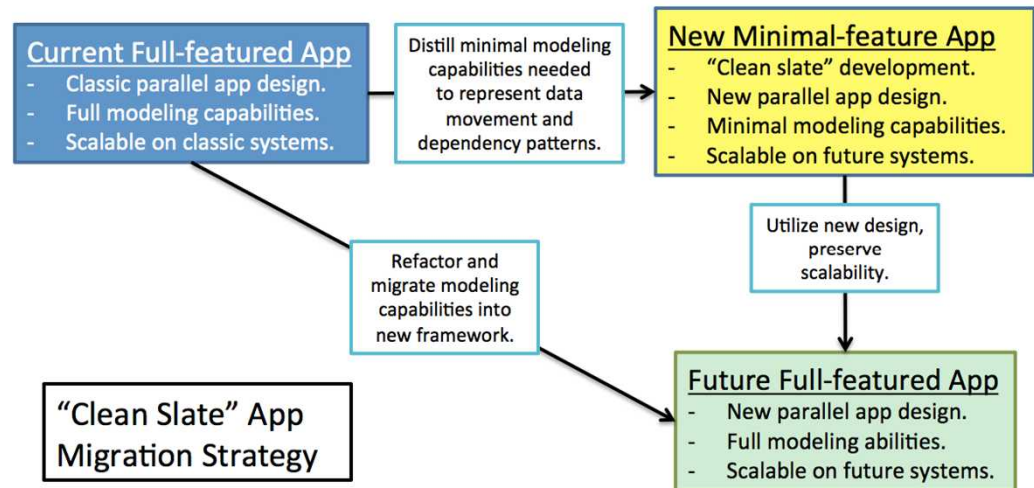 Current Full-featured App
- Classic parallel app design.
- Full modeling capabilities.
- Scalable on classic systems.
Distill minimal modeling
capabilities needed
to represent data
movement and
dependency patterns.
New Minimal-feature App
- “Clean slate” development.
- New parallel app design.
- Minimal modeling capabilities.
- Scalable on future systems.
Utilize new design,
preserve
scalability.
Refactor and
migrate modeling
capabilities into
new framework.
Future Full-featured App
- New parallel app design.
- Full modeling abilities.
- Scalable on future systems.
“Clean Slate” App
Migration Strategy